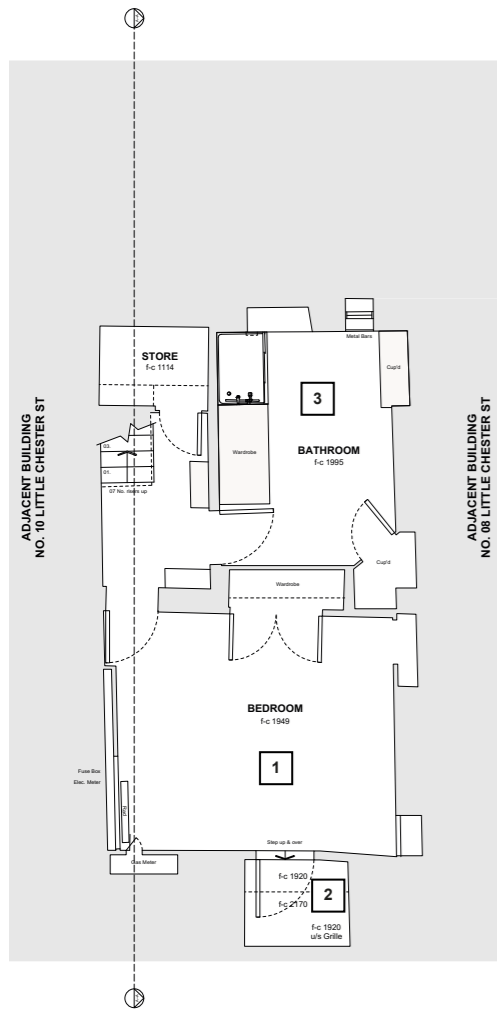 STORE
f-c 1114
Metal Bars
Cup'd
3
03.
01.
07 No. risers up
Wardrobe
BATHROOM
f-c 1995
ADJACENT BUILDING
NO. 10 LITTLE CHESTER ST
ADJACENT BUILDING
NO. 08 LITTLE CHESTER ST
Cup'd
Wardrobe
BEDROOM
f-c 1949
1
Fuse Box
Elec. Meter
Rad
Gas Meter
Step up & over
f-c 1920
2
f-c 2170
f-c 1920
u/s Grille